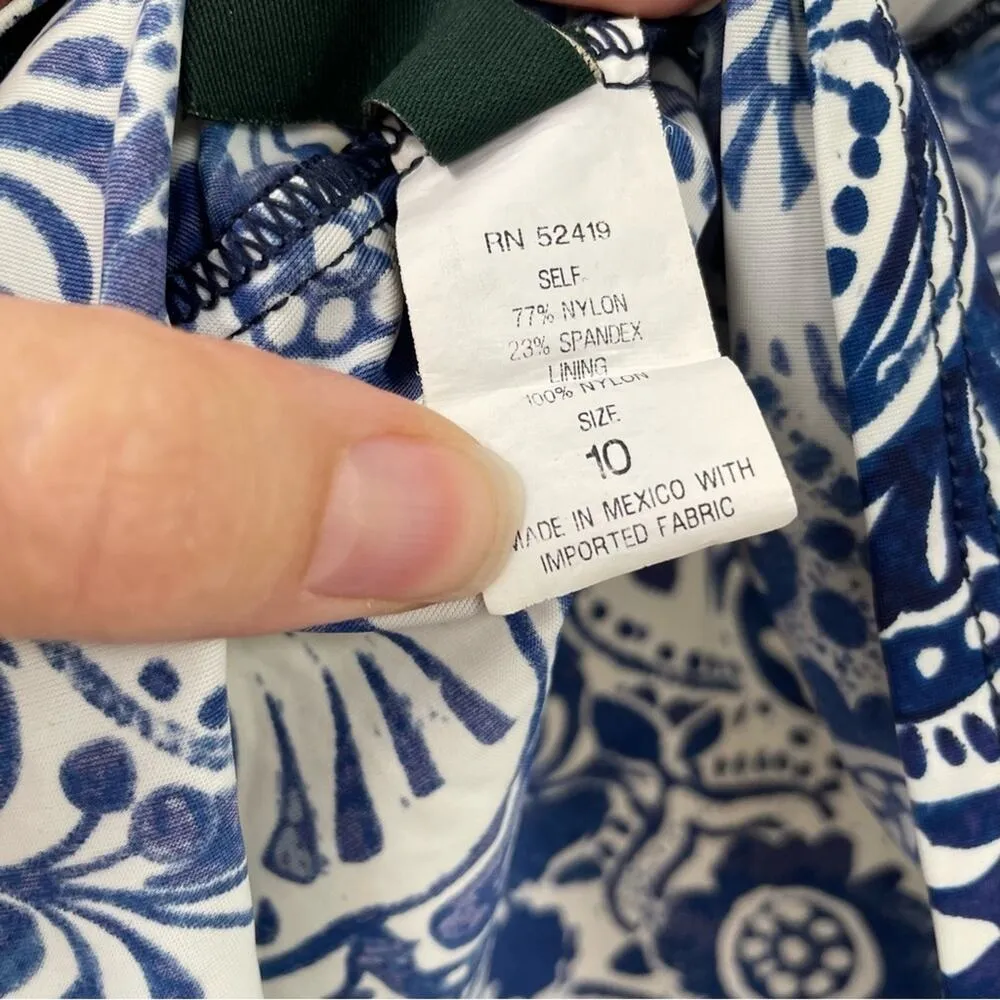 RN 52419
SELF
77% NYLON
23% SPANDEX
LINING
100% NYLON
SIZE
10
MADE IN MEXICO WITH
IMPORTED FABRIC